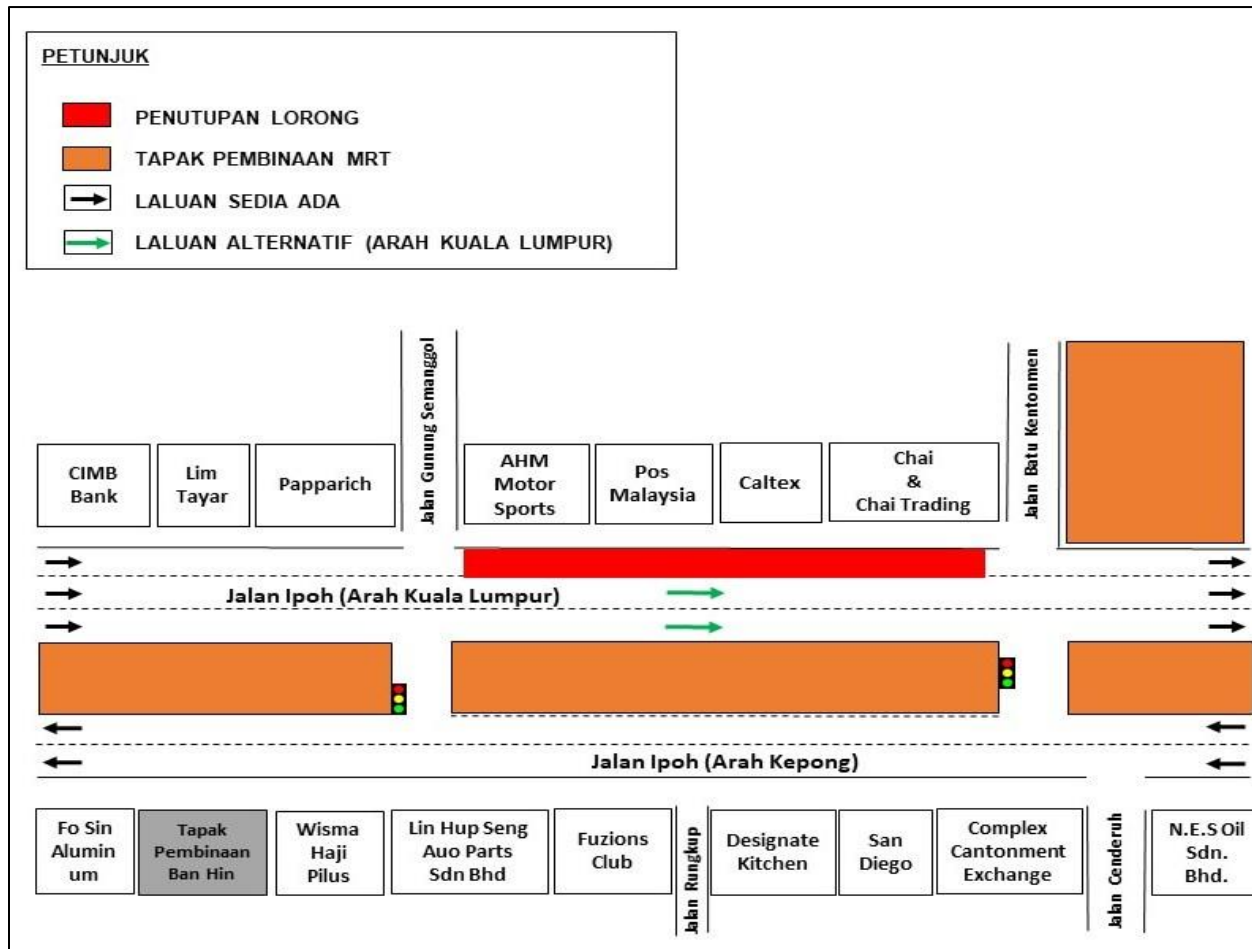 PETUNJUK
PENUTUPAN LORONG
TAPAK PEMBINAAN MRT
LALUAN SEDIA ADA
LALUAN ALTERNATIF (ARAH KUALA LUMPUR)
Jalan Gunung Semanggol
Jalan Batu Kentonmen
CIMB
Bank
Lim
Tayar
Papparich
AHM
Motor
Sports
Pos
Malaysia
Caltex
Chai
&
Chai Trading
Jalan Ipoh (Arah Kuala Lumpur)
Jalan Ipoh (Arah Kepong)
Fo Sin
Alumin
um
Tapak
Pembinaan
Ban Hin
Wisma
Haji
Pilus
Lin Hup Seng
Auo Parts
Sdn Bhd
Fuzions
Club
Jalan Rungkup
Designate
Kitchen
San
Diego
Complex
Cantonment
Exchange
Jalan Cenderuh
N.E.S Oil
Sdn.
Bhd.